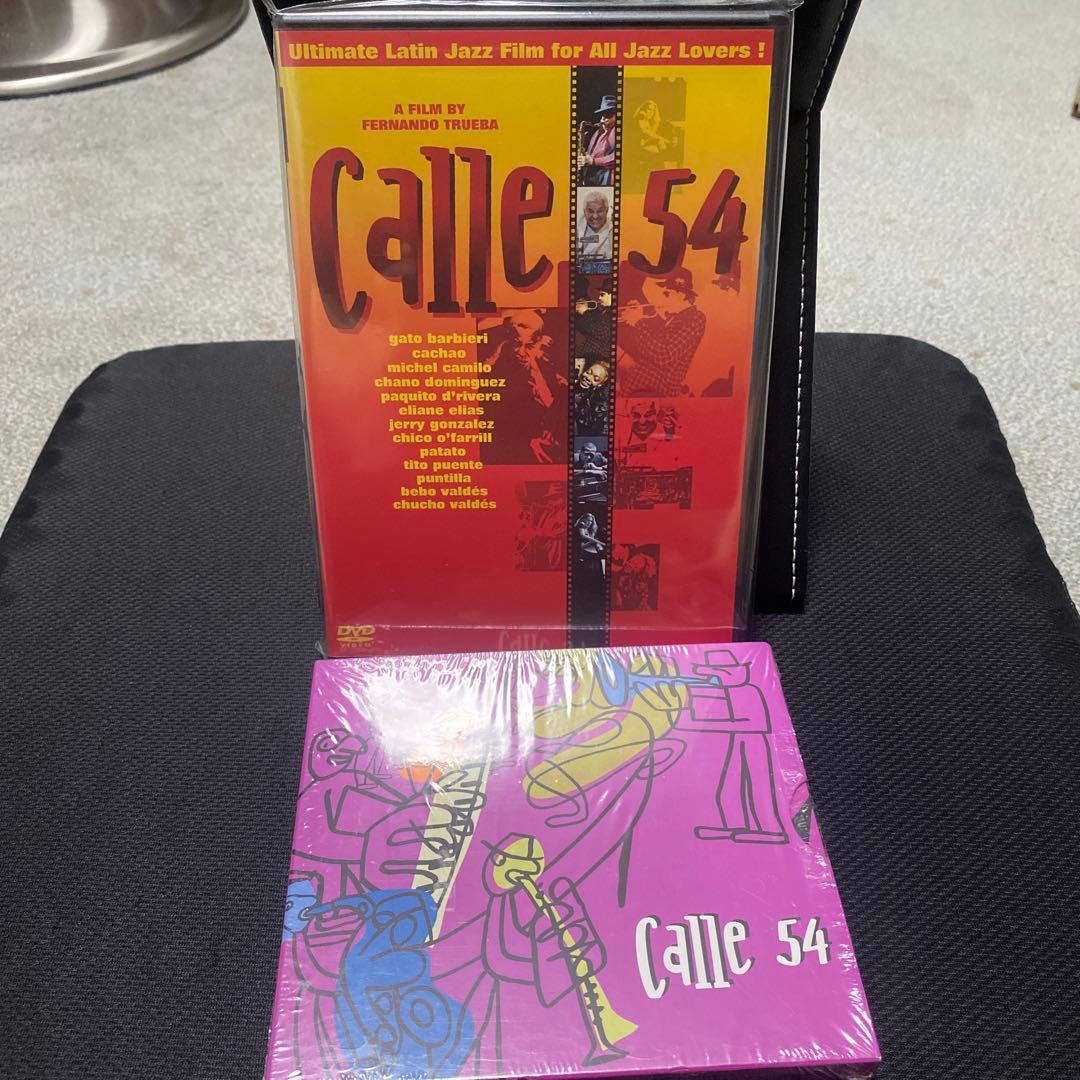 Ultimate Latin Jazz Film for All Jazz Lovers !
A FILM BY
FERNANDO TRUEBA
Calle 54
gato barbieri
cachao
michel camilo
chano dominguez
paquito d'rivera
eliane elias
jerry gonzalez
chico o'farrill
patato
tito puente
puntilla
bebo valdés
chucho valdés
DVD
VIDEO
Calle 54